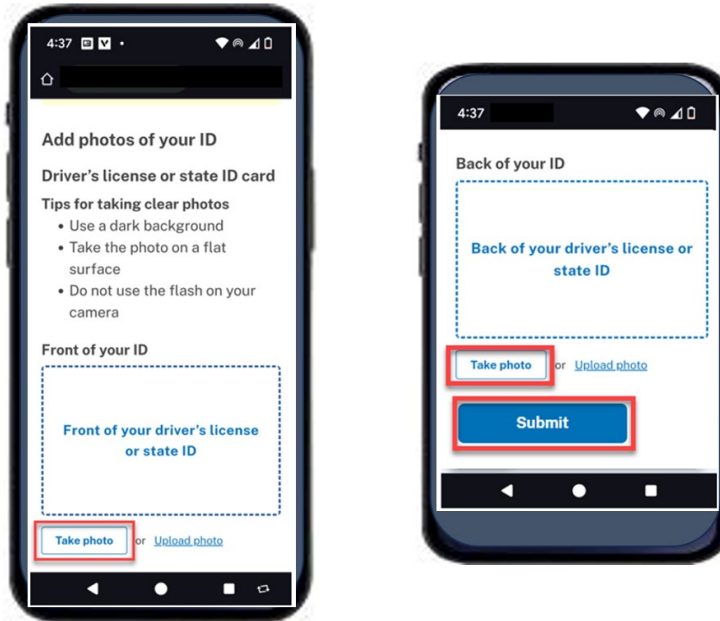 4:37
Add photos of your ID
Driver's license or state ID card
Tips for taking clear photos
• Use a dark background
• Take the photo on a flat
surface
• Do not use the flash on your
camera
Front of your ID
Front of your driver's license
or state ID
Take photo or Upload photo
4:37
Back of your ID
Back of your driver's license or
state ID
Take photo or Upload photo
Submit